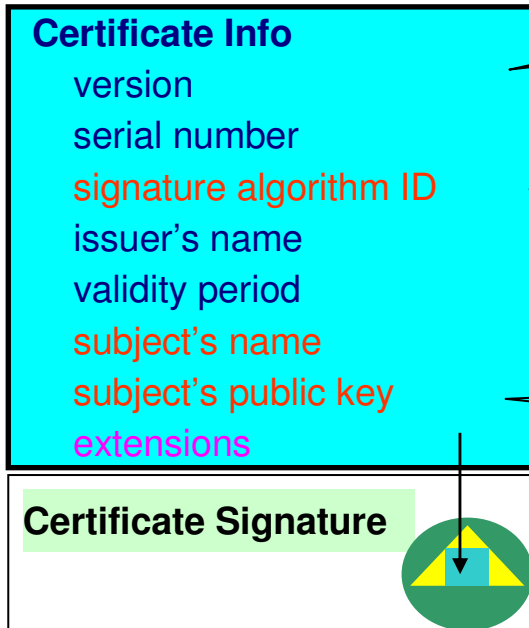 Certificate Info
version
serial number
signature algorithm ID
issuer’s name
validity period
subject’s name
subject’s public key
extensions
Certificate Signature